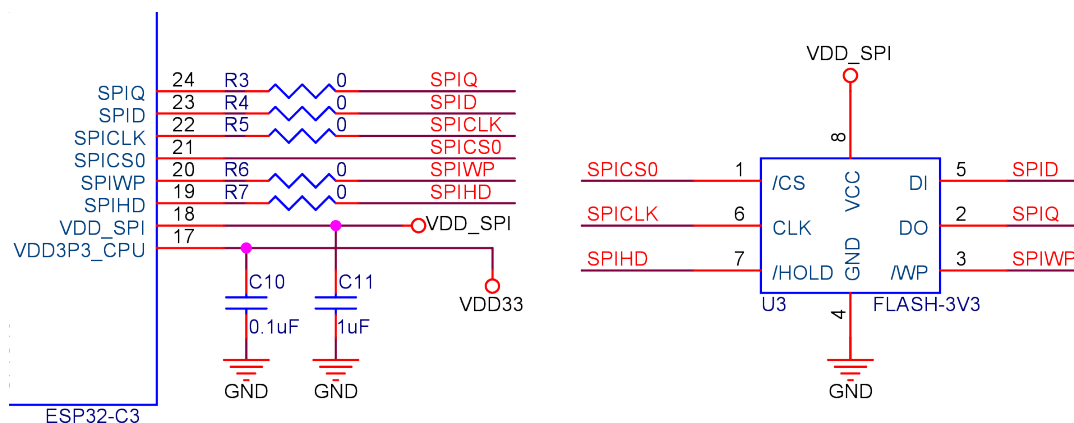 24 R3 0 SPIQ
SPIQ
23 R4 0 SPID
SPID
22 R5 0 SPICLK
SPICLK
21 SPICS0
SPICS0
20 R6 0 SPIWP
SPIWP
19 R7 0 SPIHD
SPIHD
18 VDD_SPI
VDD_SPI
17
VDD3P3_CPU
C10 C11
VDD33
0.1uF 1uF
GND GND
ESP32-C3
VDD_SPI
8
SPICS0 1 /CS VCC DI 5 SPID
SPICLK 6 CLK DO 2 SPIQ
SPIHD 7 /HOLD GND /WP 3 SPIWP
U3 FLASH-3V3
4
GND